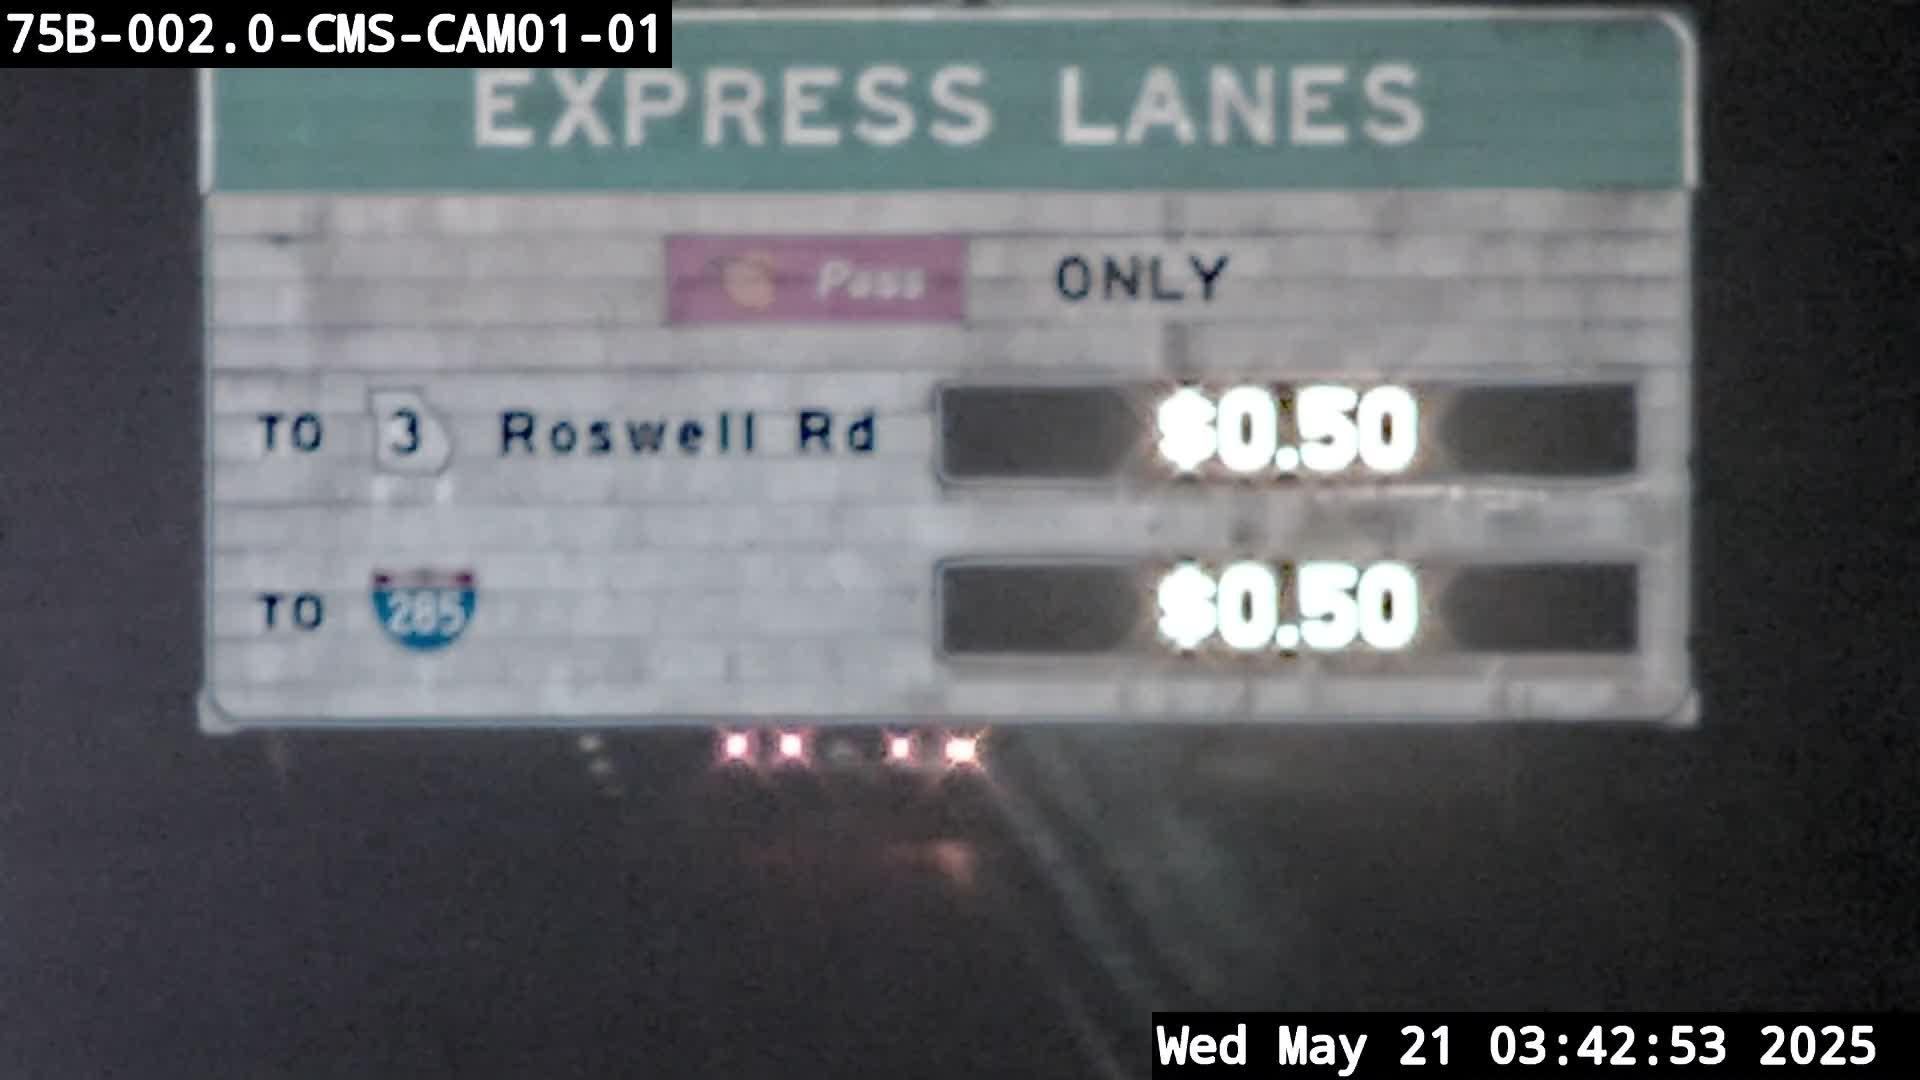 75B-002.0-CMS-CAM01-01
EXPRESS LANES
Pass ONLY
TO 3 Roswell Rd $0.50
TO 285 $0.50
Wed May 21 03:42:53 2025